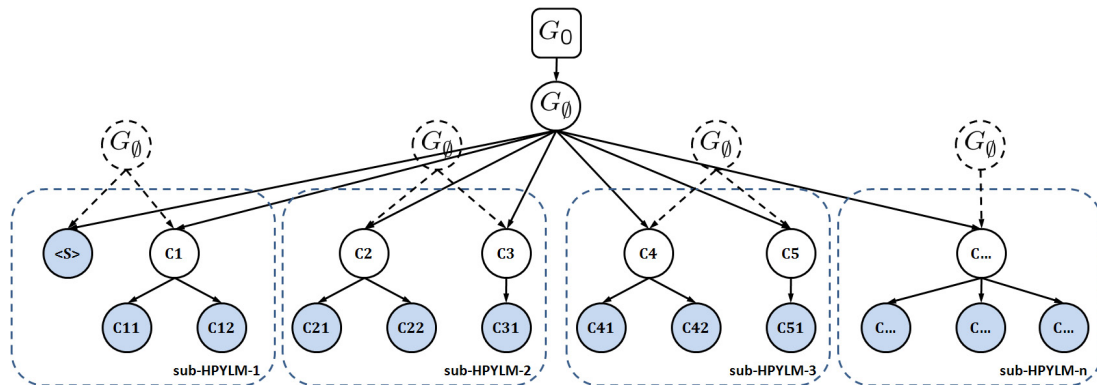 G₀
G∅
G∅ G∅ G∅ G∅
<S> C1 C2 C3 C4 C5 C...
C11 C12 C21 C22 C31 C41 C42 C51 C... C... C...
sub-HPYLM-1 sub-HPYLM-2 sub-HPYLM-3 sub-HPYLM-n